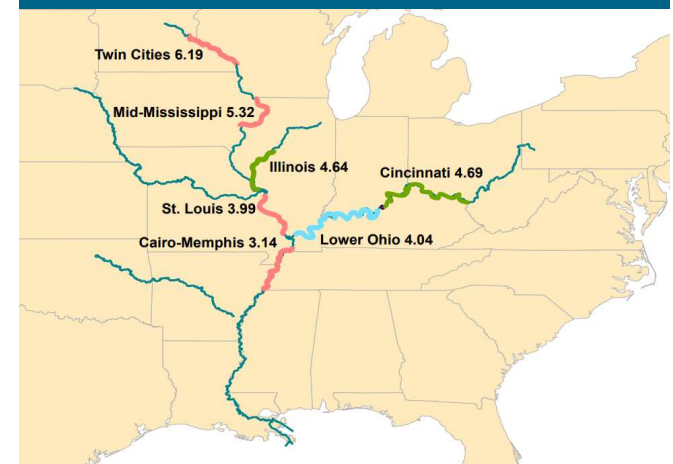 Twin Cities 6.19
Mid-Mississippi 5.32
Illinois 4.64
Cincinnati 4.69
St. Louis 3.99
Cairo-Memphis 3.14
Lower Ohio 4.04